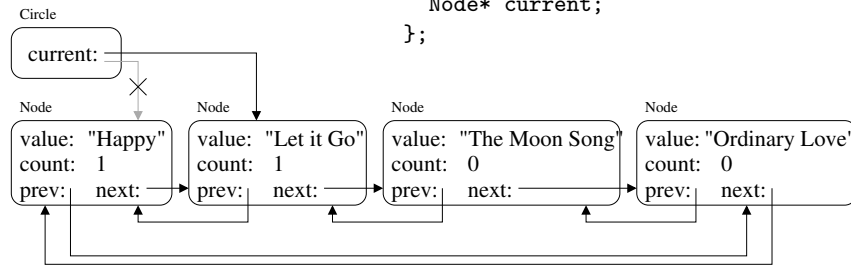 Node* current;
};
Circle
current:
Node
Node
Node
Node
value: "Happy"
count: 1
prev: next:
value: "Let it Go"
count: 1
prev: next:
value: "The Moon Song"
count: 0
prev: next:
value: "Ordinary Love"
count: 0
prev: next: